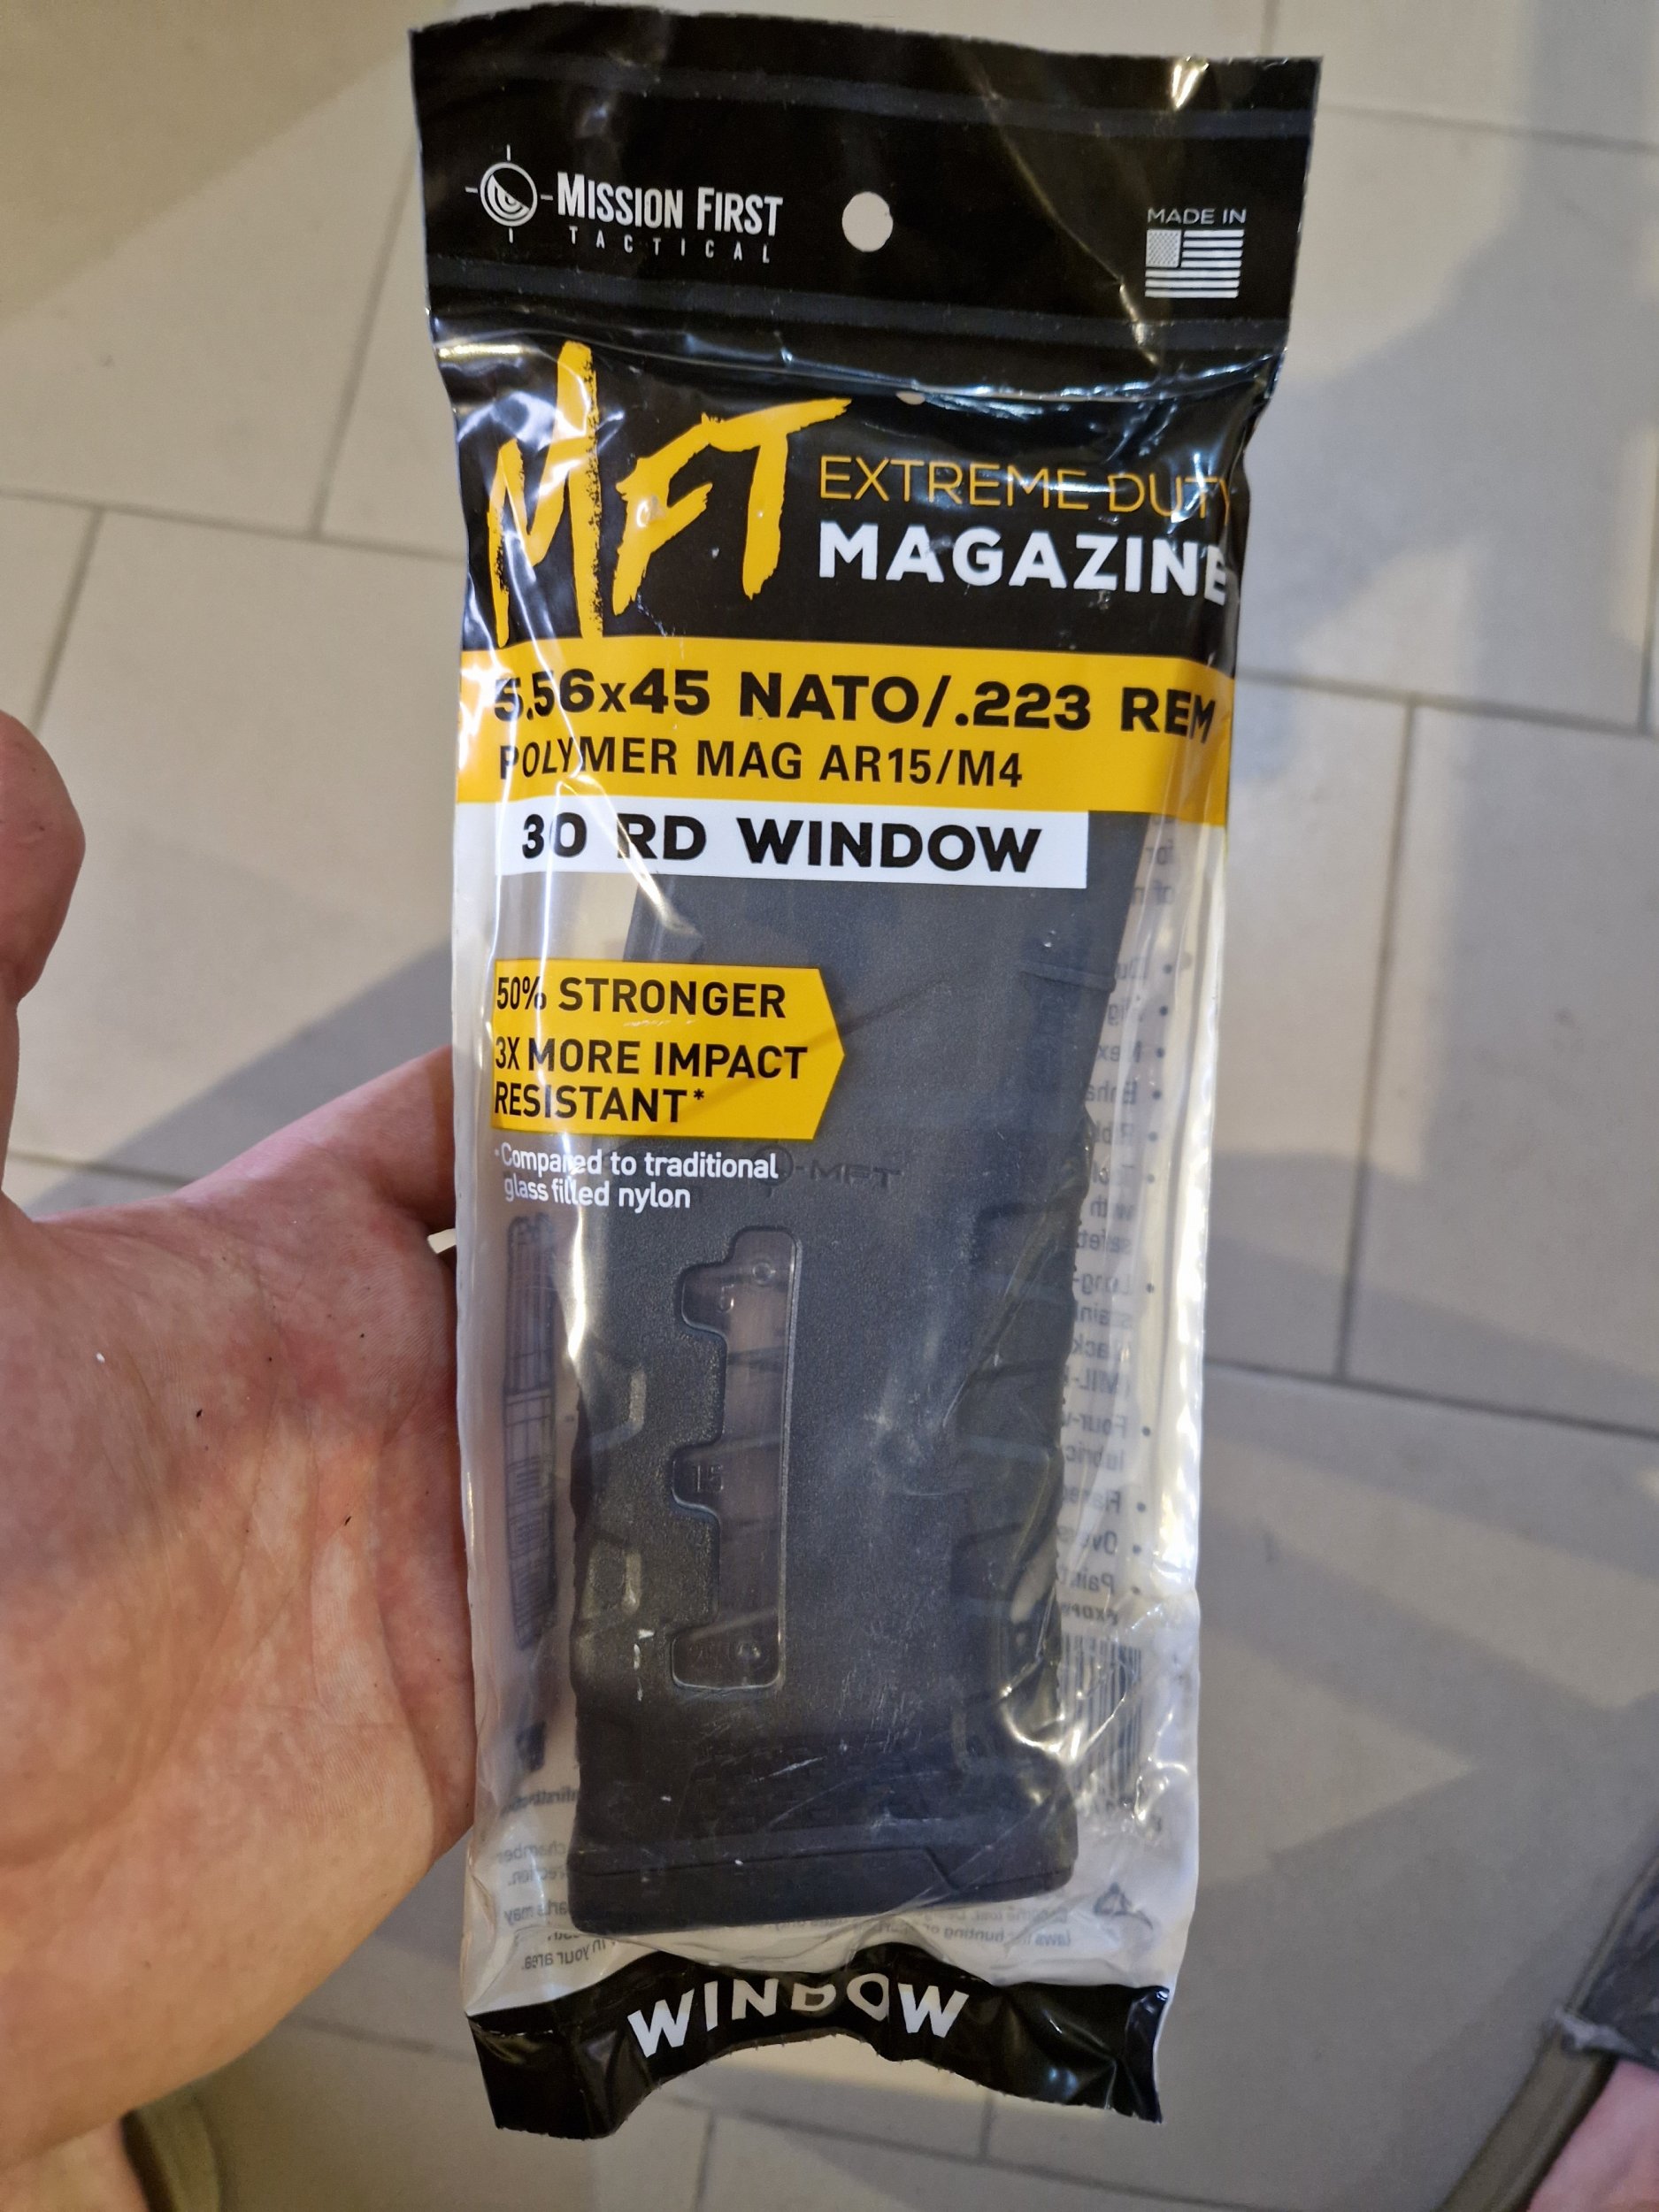 MISSION FIRST
TACTICAL
MADE IN
MFT
EXTREME DUTY
MAGAZINE
5.56x45 NATO/.223 REM
POLYMER MAG AR15/M4
30 RD WINDOW
50% STRONGER
3X MORE IMPACT
RESISTANT*
*Compared to traditional
glass filled nylon
MFT
15
WINDOW